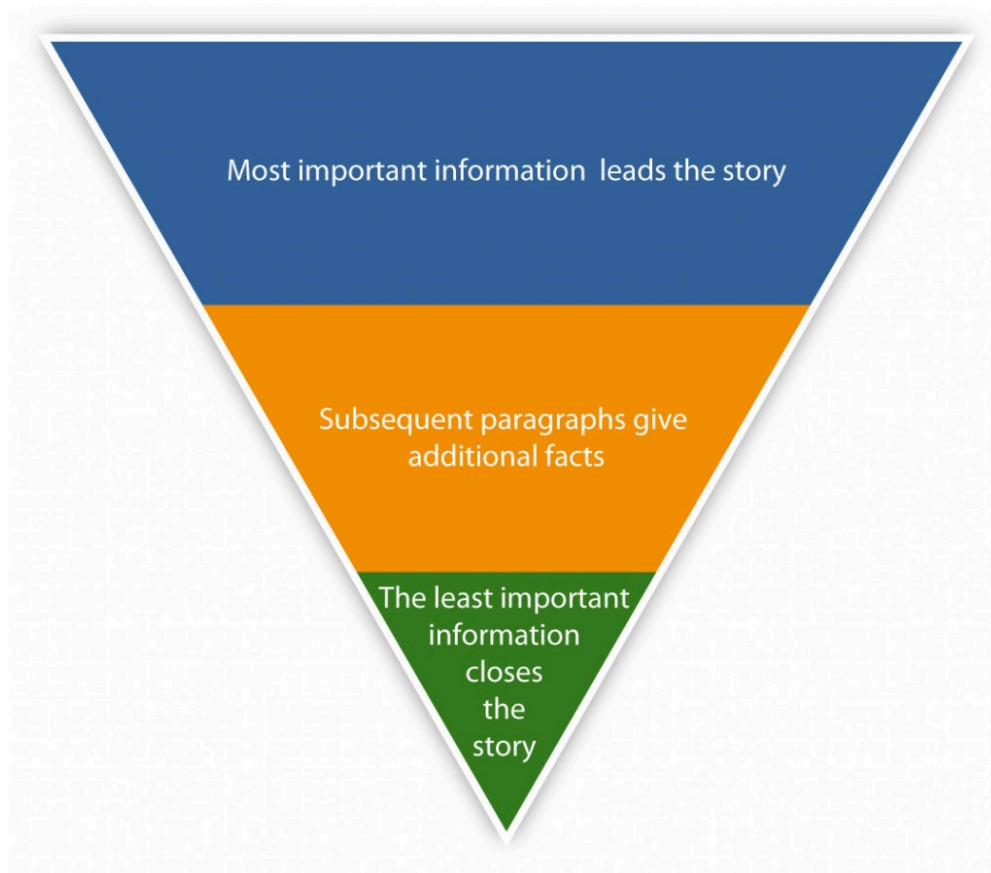 Most important information leads the story
Subsequent paragraphs give
additional facts
The least important
information
closes
the
story